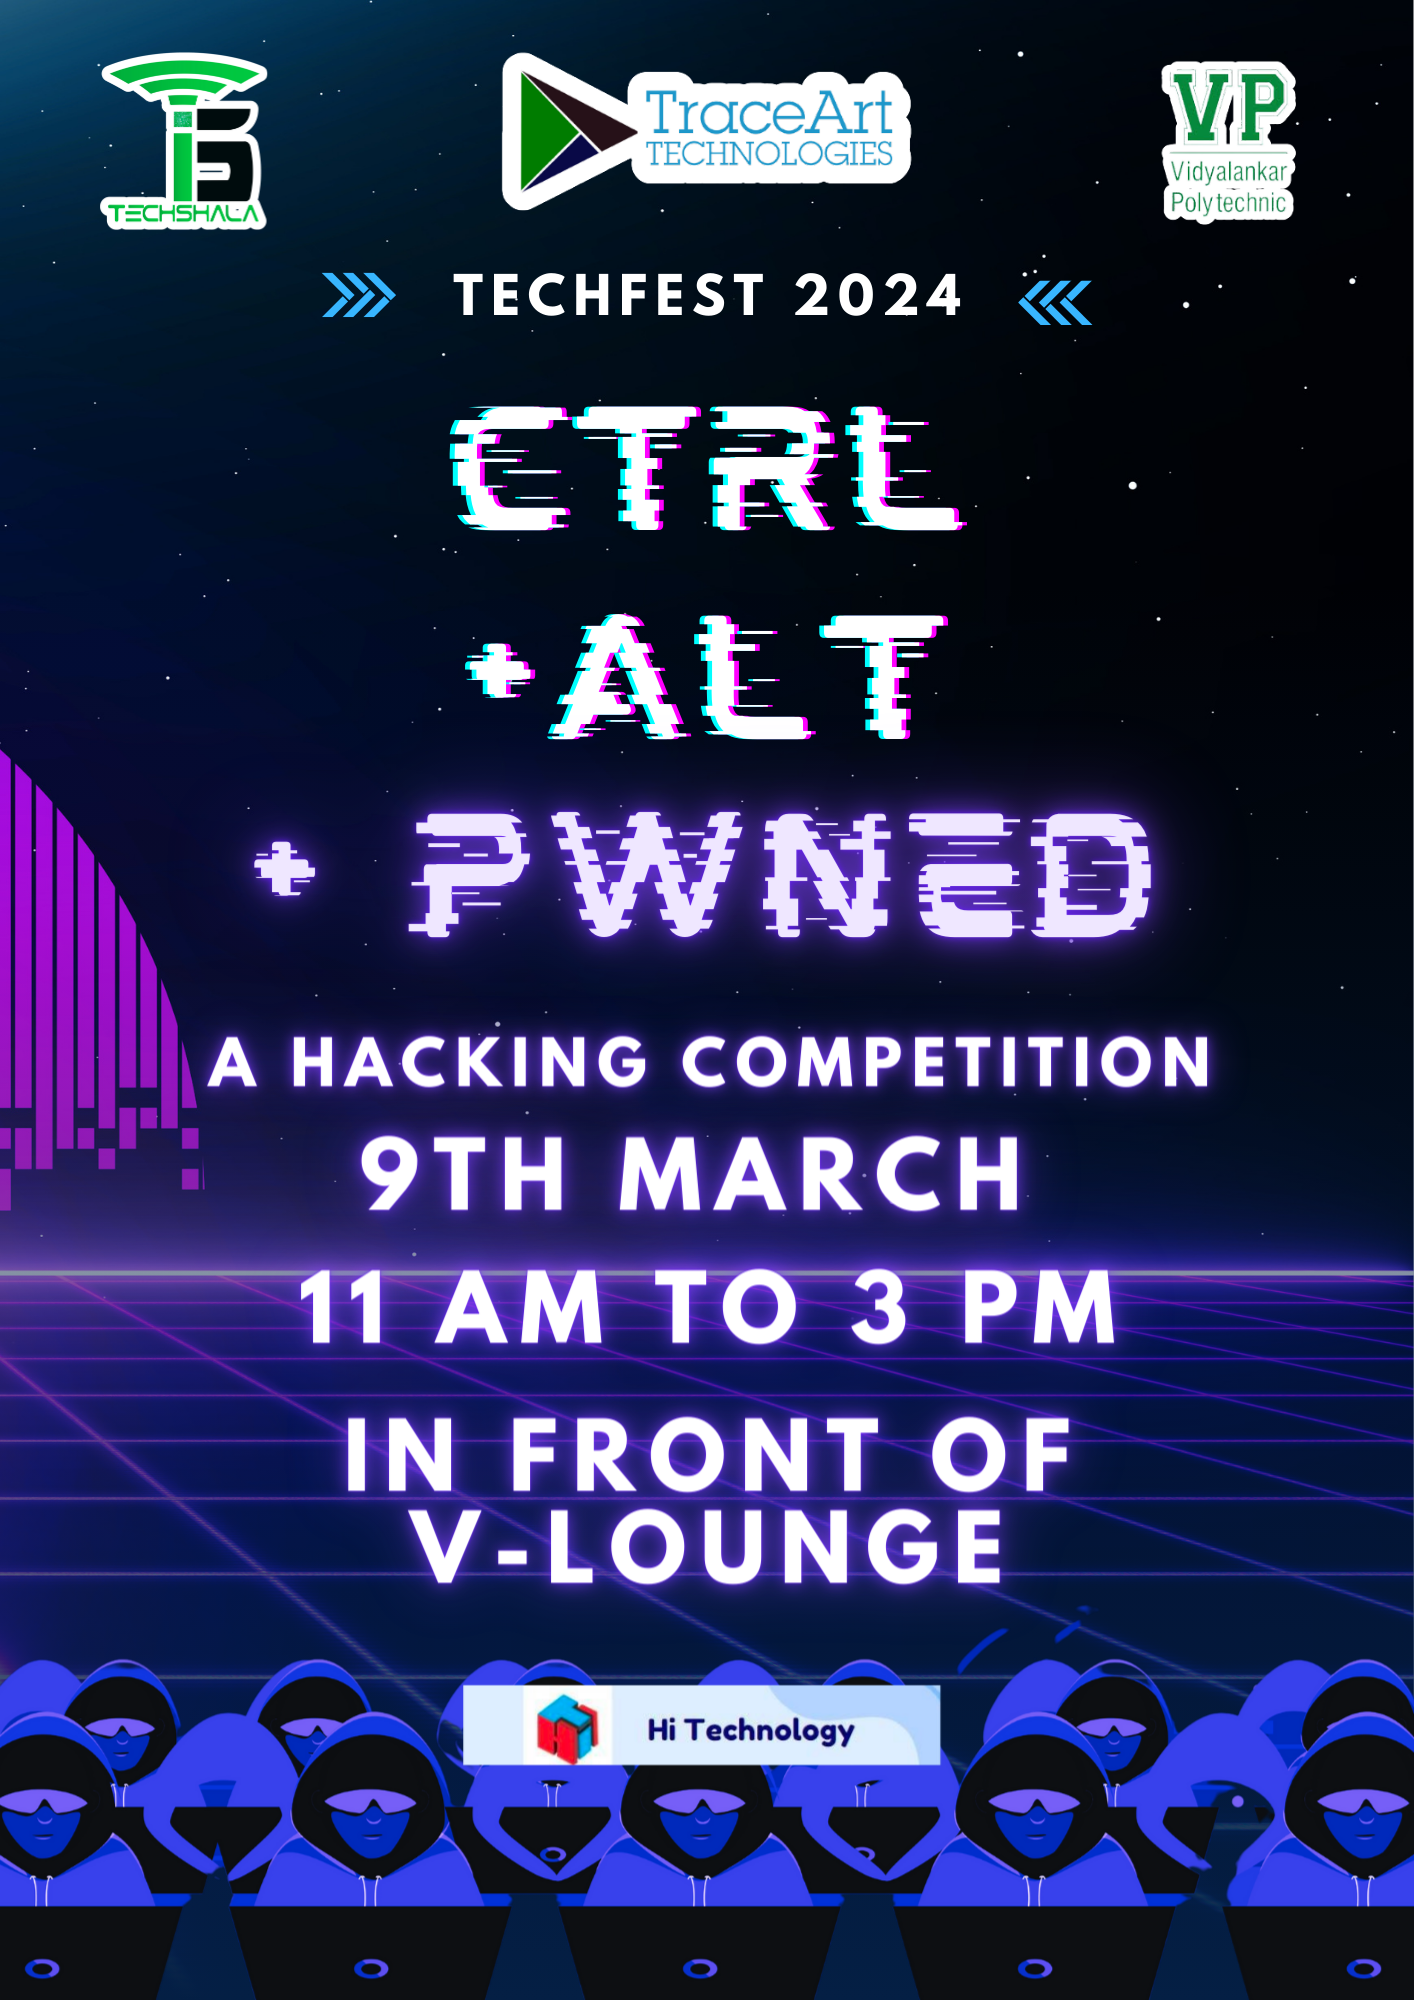 TECHSHALA
TraceArt
TECHNOLOGIES
VP
Vidyalankar
Polytechnic
TECHFEST 2024
CTRL
+ALT
+ PWNED
A HACKING COMPETITION
9TH MARCH
11 AM TO 3 PM
IN FRONT OF
V-LOUNGE
Hi Technology